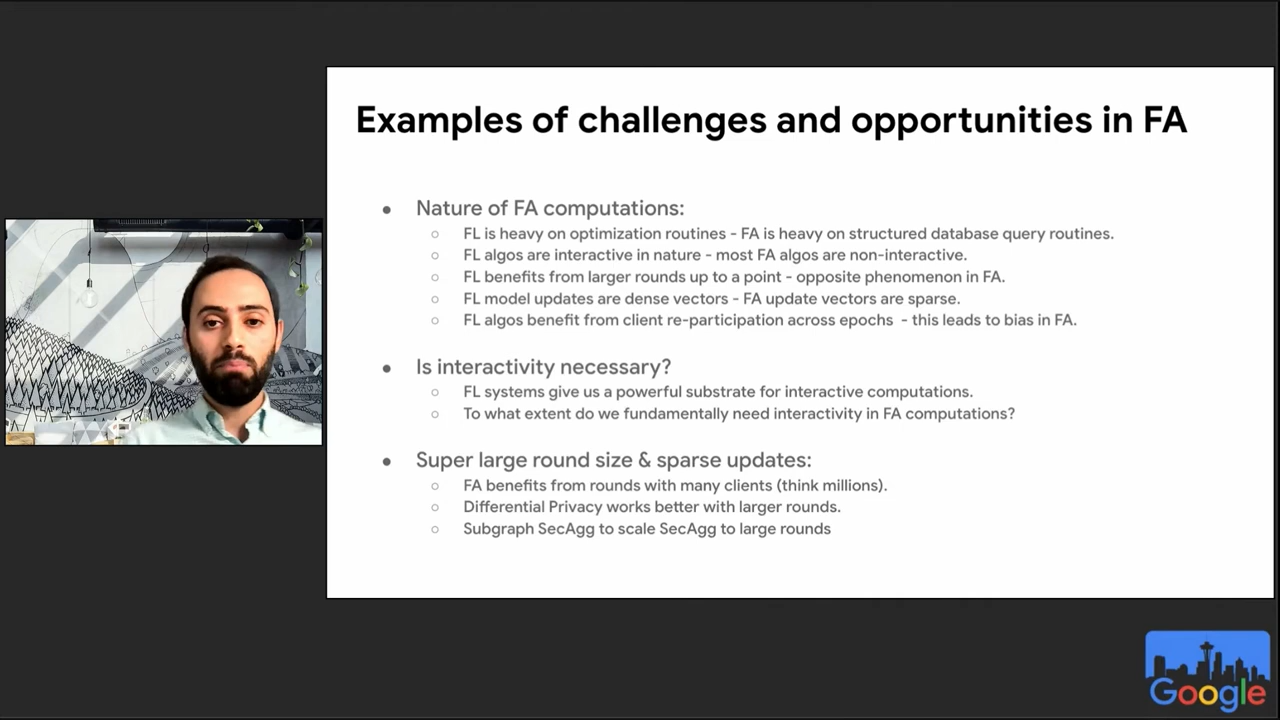 Examples of challenges and opportunities in FA
● Nature of FA computations:
○ FL is heavy on optimization routines - FA is heavy on structured database query routines.
○ FL algos are interactive in nature - most FA algos are non-interactive.
○ FL benefits from larger rounds up to a point - opposite phenomenon in FA.
○ FL model updates are dense vectors - FA update vectors are sparse.
○ FL algos benefit from client re-participation across epochs - this leads to bias in FA.
● Is interactivity necessary?
○ FL systems give us a powerful substrate for interactive computations.
○ To what extent do we fundamentally need interactivity in FA computations?
● Super large round size & sparse updates:
○ FA benefits from rounds with many clients (think millions).
○ Differential Privacy works better with larger rounds.
○ Subgraph SecAgg to scale SecAgg to large rounds
Google